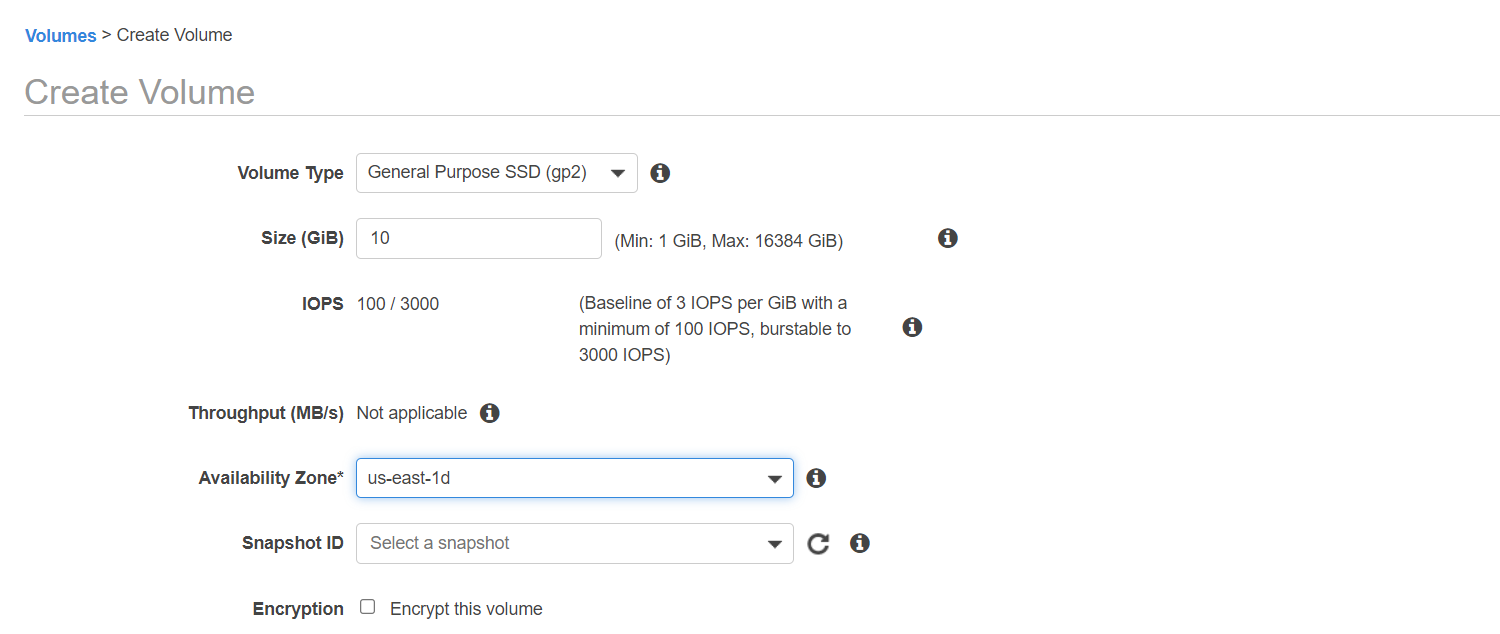 Volumes > Create Volume
Create Volume
Volume Type General Purpose SSD (gp2)
Size (GiB) 10 (Min: 1 GiB, Max: 16384 GiB)
IOPS 100 / 3000 (Baseline of 3 IOPS per GiB with a
minimum of 100 IOPS, burstable to
3000 IOPS)
Throughput (MB/s) Not applicable
Availability Zone* us-east-1d
Snapshot ID Select a snapshot
Encryption Encrypt this volume